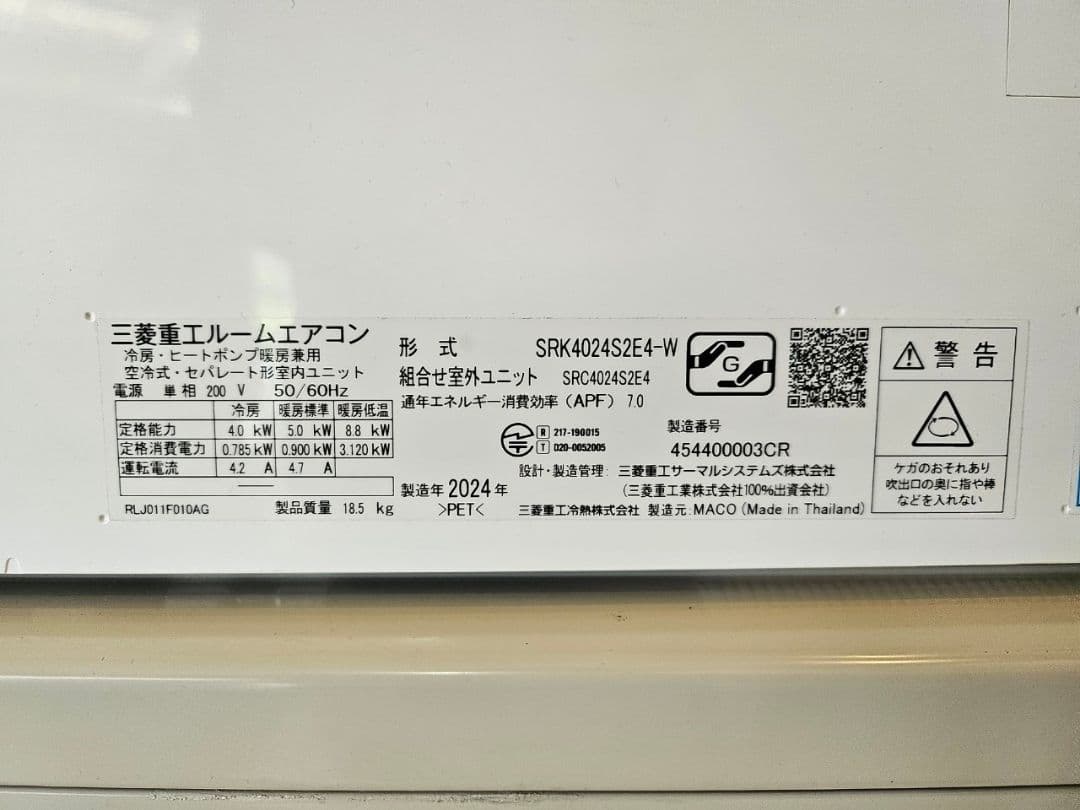 三菱重工ルームエアコン
冷房・ヒートポンプ暖房兼用
空冷式・セパレート形室内ユニット
電源 単相 200 V 50/60Hz
冷房 暖房標準 暖房低温
定格能力 4.0 kW 5.0 kW 8.8 kW
定格消費電力 0.785 kW 0.900 kW 3.120 kW
運転電流 4.2 A 4.7 A
RLJ011F010AG 製品質量 18.5 kg
形式 SRK4024S2E4-W
組合せ室外ユニット SRC4024S2E4
通年エネルギー消費効率(APF) 7.0
R 217-190015
T 020-0052005
製造番号
454400003CR
設計・製造管理: 三菱重工サーマルシステムズ株式会社
(三菱重工業株式会社100%出資会社)
製造年 2024年
>PET<
三菱重工冷熱株式会社 製造元:MACO (Made in Thailand)
G
警告
ケガのおそれあり
吹出口の奥に指や棒
などを入れない